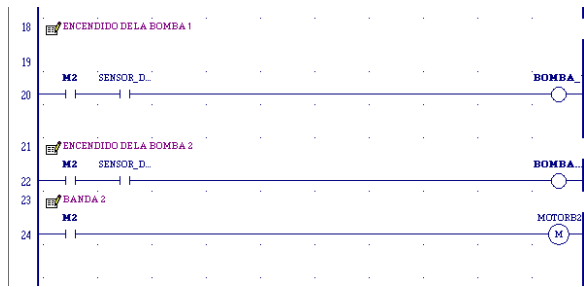 18 ENCENDIDO DE LA BOMBA 1
19
M2 SENSOR_D... BOMBA_
20
21 ENCENDIDO DE LA BOMBA 2
M2 SENSOR_D... BOMBA...
22
23 BANDA 2
M2 MOTORB2
24 M